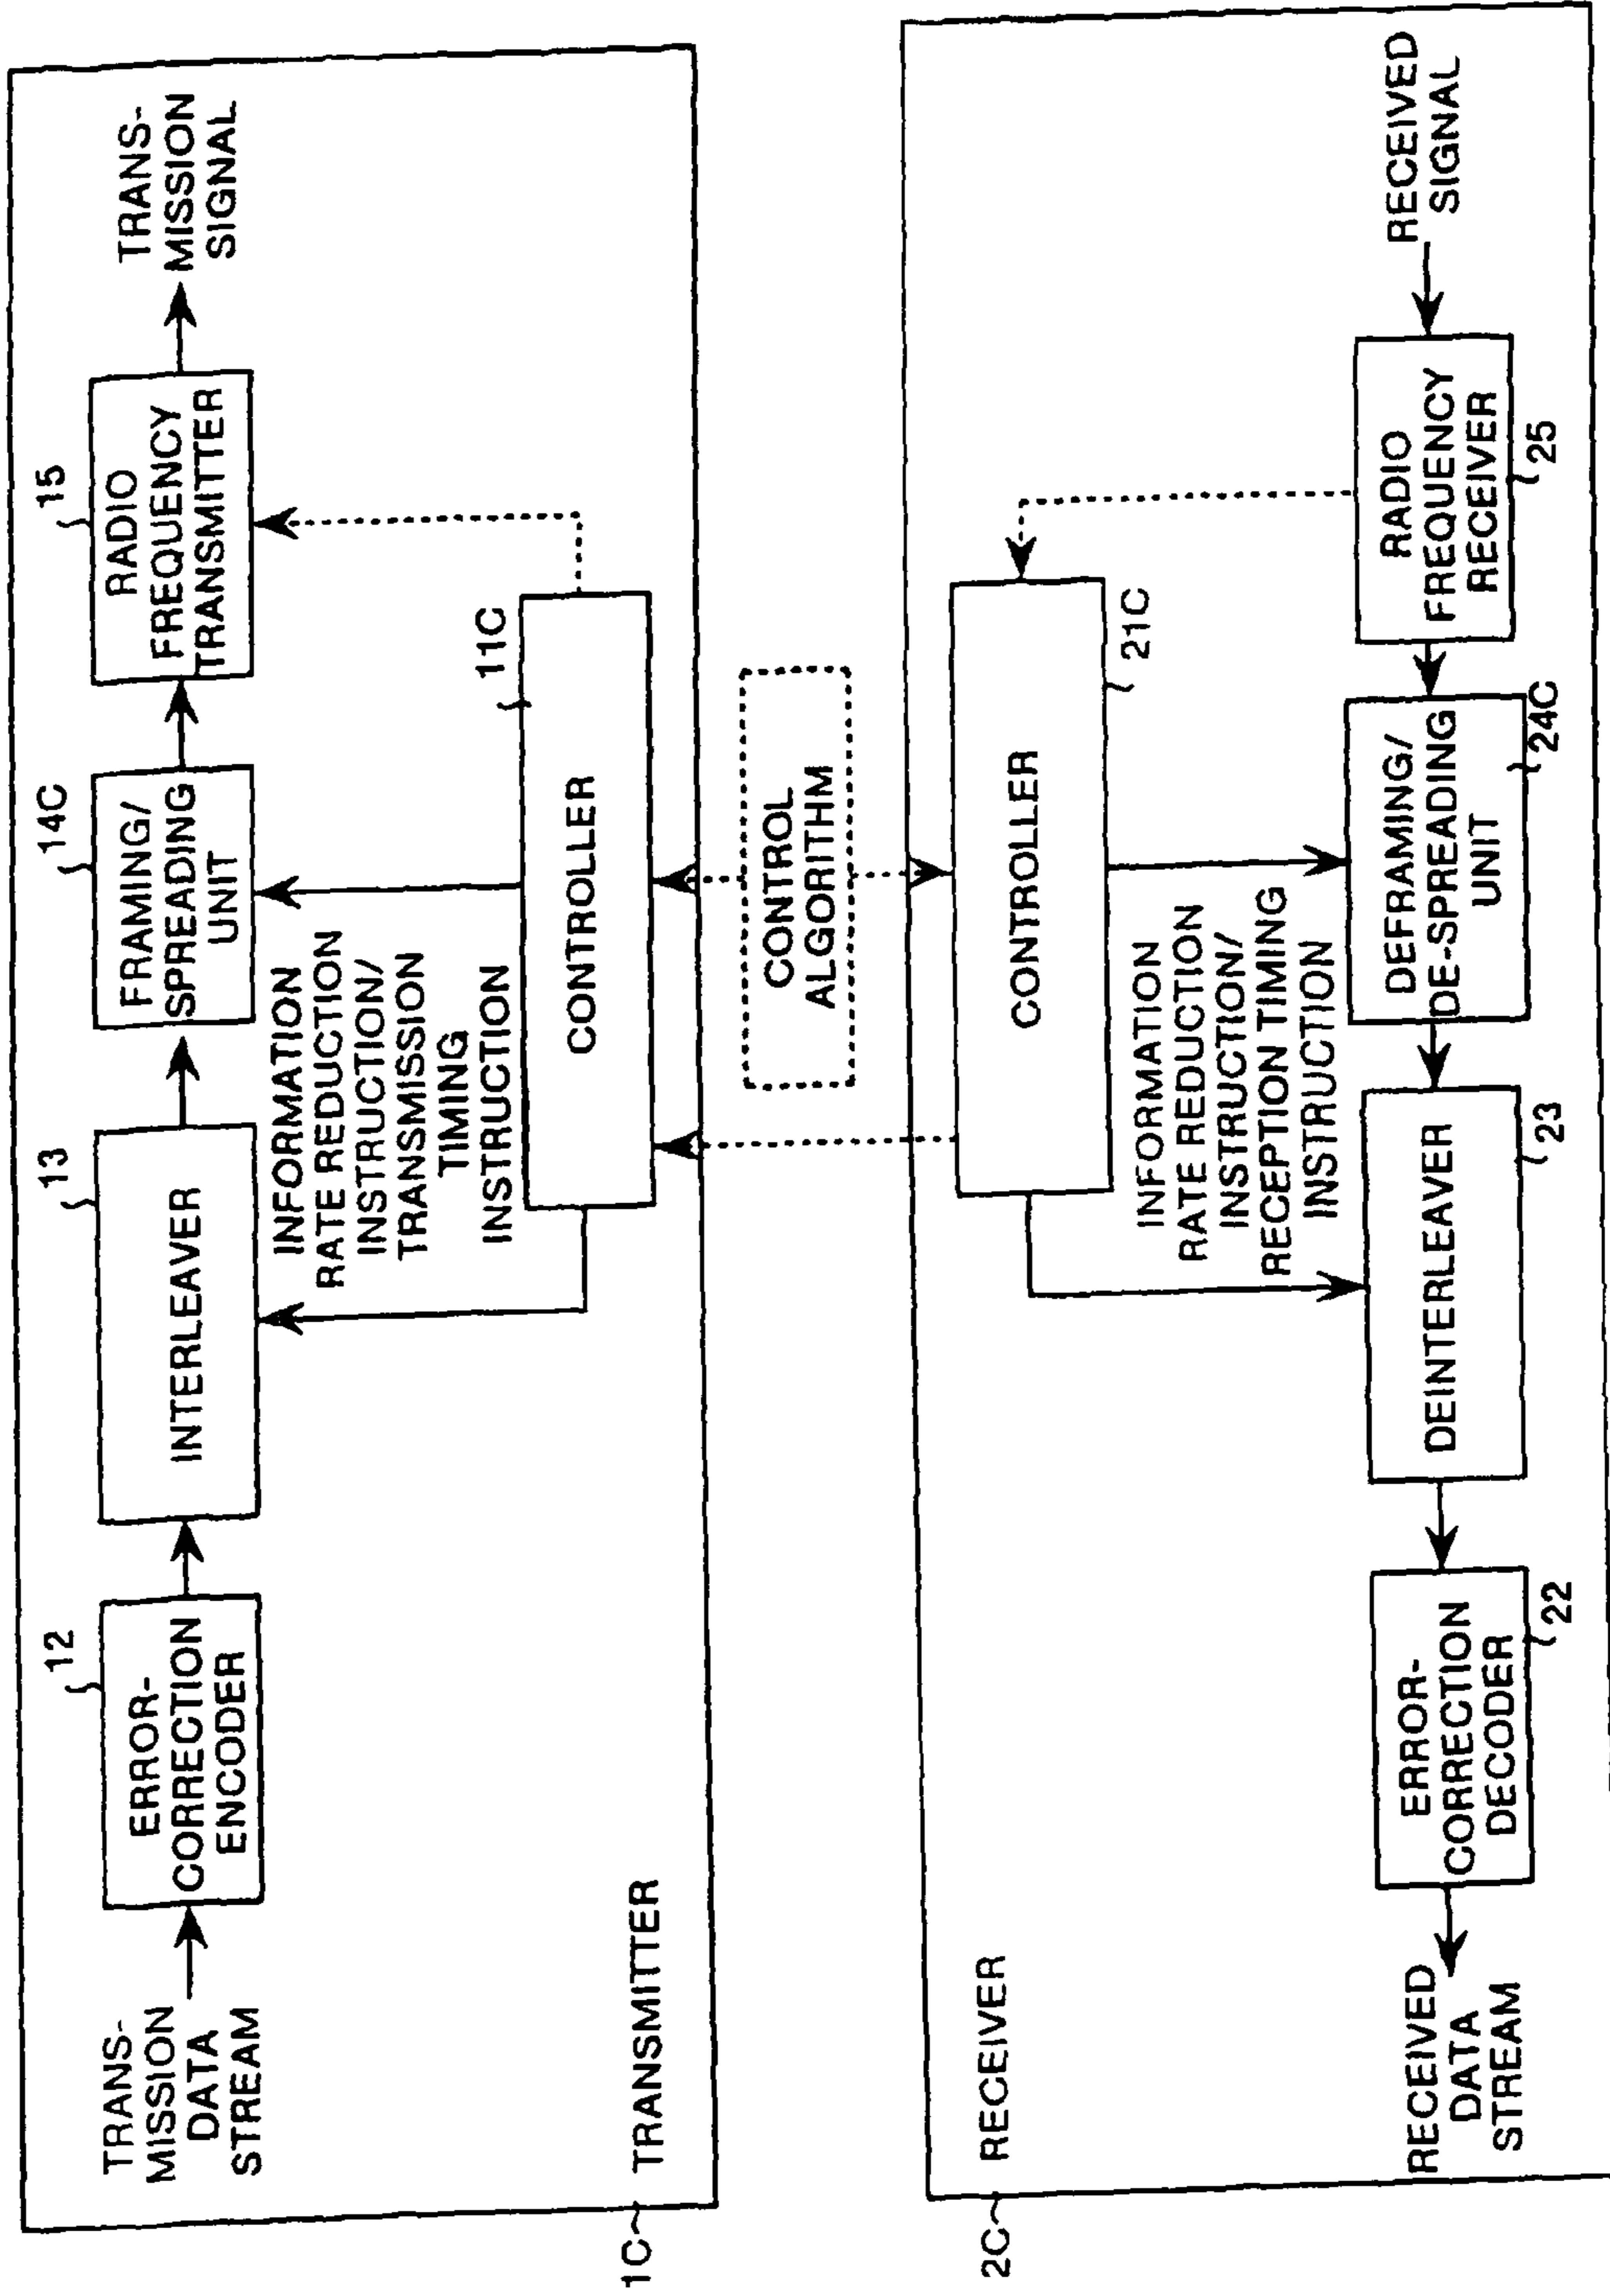 TRANS-
MISSION
DATA
STREAM
12
ERROR-
CORRECTION
ENCODER
13
INTERLEAVER
14C
FRAMING/
SPREADING
UNIT
15
RADIO
FREQUENCY
TRANSMITTER
TRANS-
MISSION
SIGNAL
INFORMATION
RATE REDUCTION
INSTRUCTION/
TRANSMISSION
TIMING
INSTRUCTION
11C
CONTROLLER
1C
TRANSMITTER
CONTROL
ALGORITHM
2C
RECEIVER
CONTROLLER
21C
INFORMATION
RATE REDUCTION
INSTRUCTION/
RECEPTION TIMING
INSTRUCTION
RECEIVED
DATA
STREAM
ERROR-
CORRECTION
DECODER
22
DEINTERLEAVER
23
DEFRAMING/
DE-SPREADING
UNIT
24C
RADIO
FREQUENCY
RECEIVER
25
RECEIVED
SIGNAL